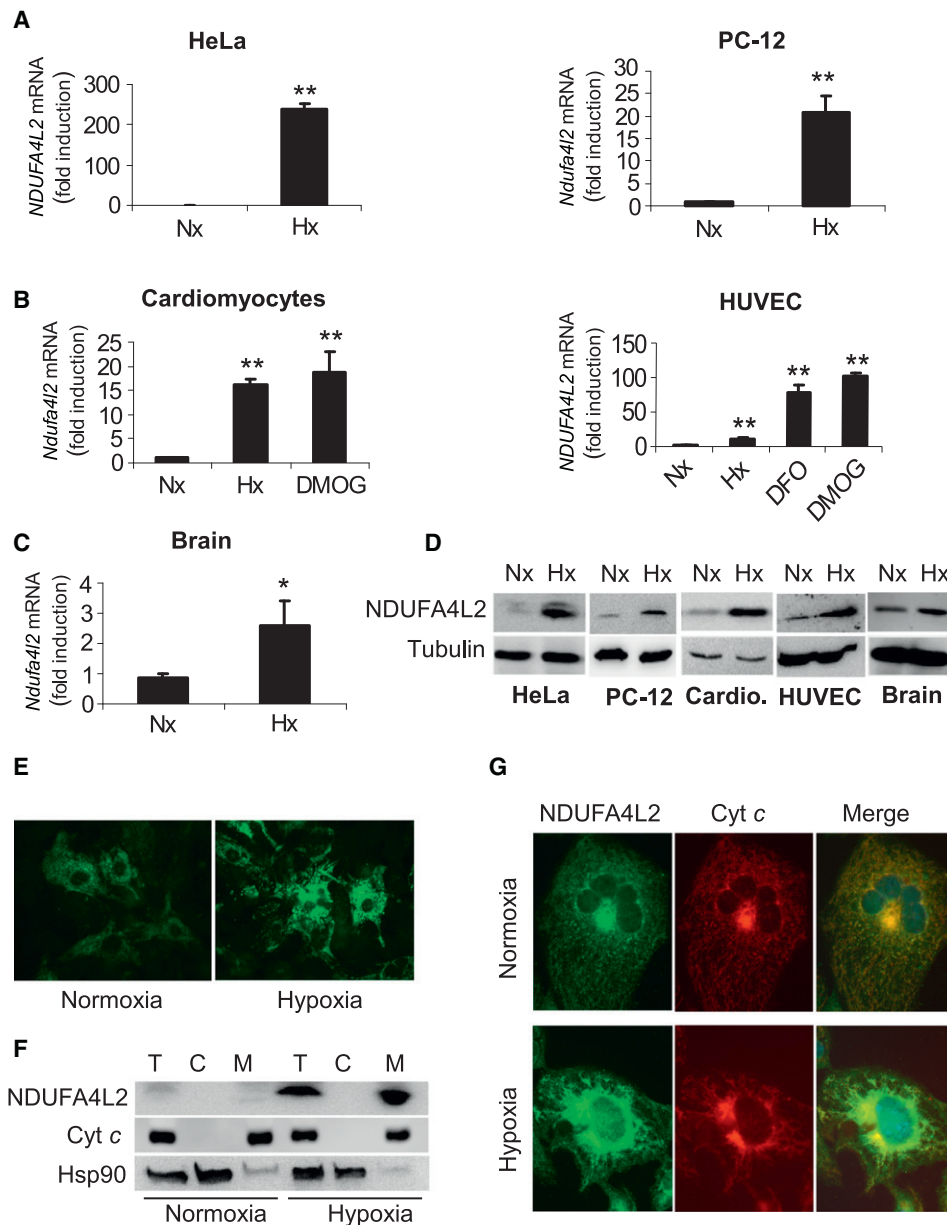 A
HeLa
NDUFA4L2 mRNA
(fold induction)
300
200
100
0
**
Nx
Hx
PC-12
Ndufa4l2 mRNA
(fold induction)
30
25
20
15
10
5
0
**
Nx
Hx
B
Cardiomyocytes
Ndufa4l2 mRNA
(fold induction)
25
20
15
10
5
0
**
**
Nx
Hx
DMOG
HUVEC
NDUFA4L2 mRNA
(fold induction)
150
100
50
0
**
**
**
Nx
Hx
DFO
DMOG
C
Brain
Ndufa4l2 mRNA
(fold induction)
4
3
2
1
0
*
Nx
Hx
D
Nx Hx Nx Hx Nx Hx Nx Hx Nx Hx
NDUFA4L2
Tubulin
HeLa PC-12 Cardio. HUVEC Brain
E
Normoxia Hypoxia
F
T C M T C M
NDUFA4L2
Cyt c
Hsp90
Normoxia Hypoxia
G
NDUFA4L2 Cyt c Merge
Normoxia
Hypoxia